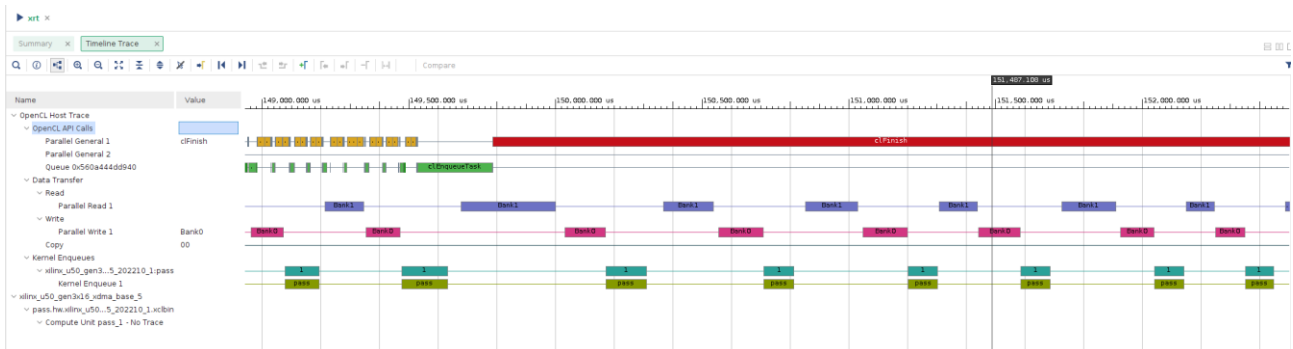 xrt ×
Summary × Timeline Trace ×
Compare
151,487.108 us
Name Value
149,000.000 us 149,500.000 us 150,000.000 us 150,500.000 us 151,000.000 us 151,500.000 us 152,000.000 us
OpenCL Host Trace
OpenCL API Calls
Parallel General 1 clFinish clFinish
Parallel General 2
Queue 0x560a444dd940 clEnqueueTask
Data Transfer
Read
Parallel Read 1 Bank1 Bank1 Bank1 Bank1 Bank1 Bank1 Bank1
Write
Parallel Write 1 Bank0 Bank0 Bank0 Bank0 Bank0 Bank0 Bank0 Bank0 Bank0
Copy 00
Kernel Enqueues
xilinx_u50_gen3...5_202210_1:pass 1 1 1 1 1 1 1 1
Kernel Enqueue 1 pass pass pass pass pass pass pass pass
xilinx_u50_gen3x16_xdma_base_5
pass.hw.xilinx_u50...5_202210_1.xclbin
Compute Unit pass_1 - No Trace